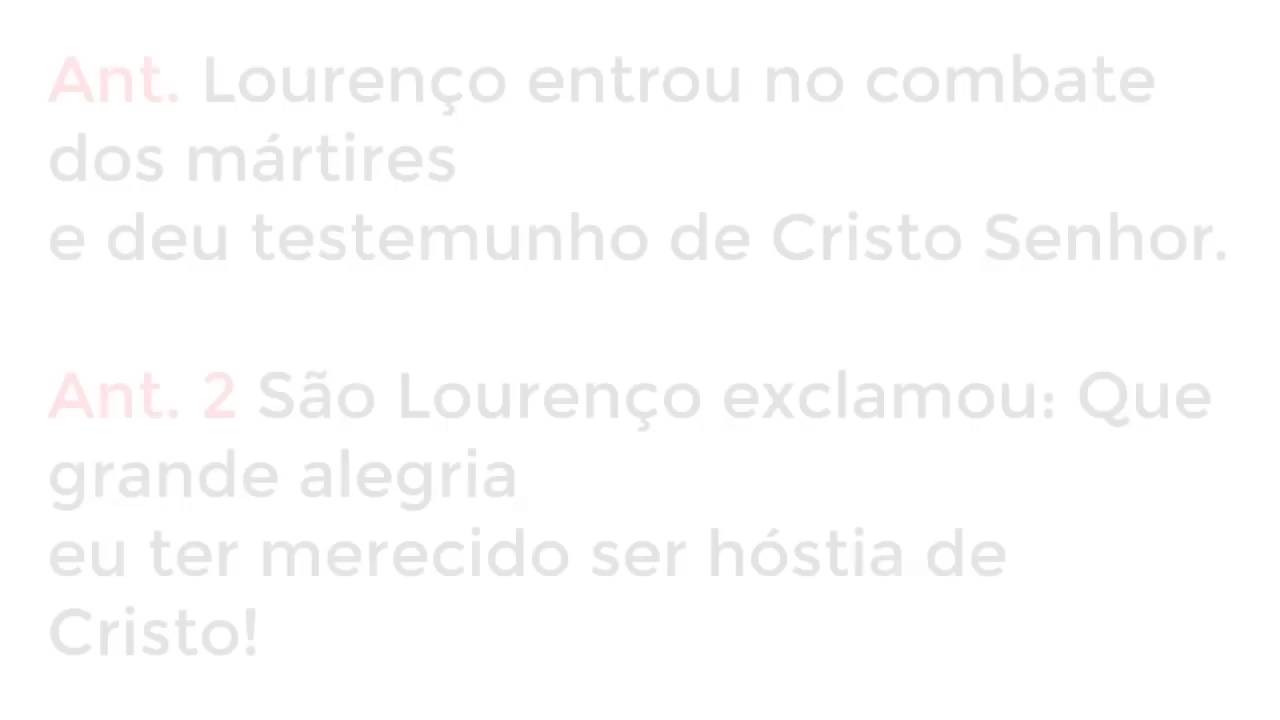 Ant. Lourenço entrou no combate
dos mártires
e deu testemunho de Cristo Senhor.
Ant. 2 São Lourenço exclamou: Que
grande alegria
eu ter merecido ser hóstia de
Cristo!